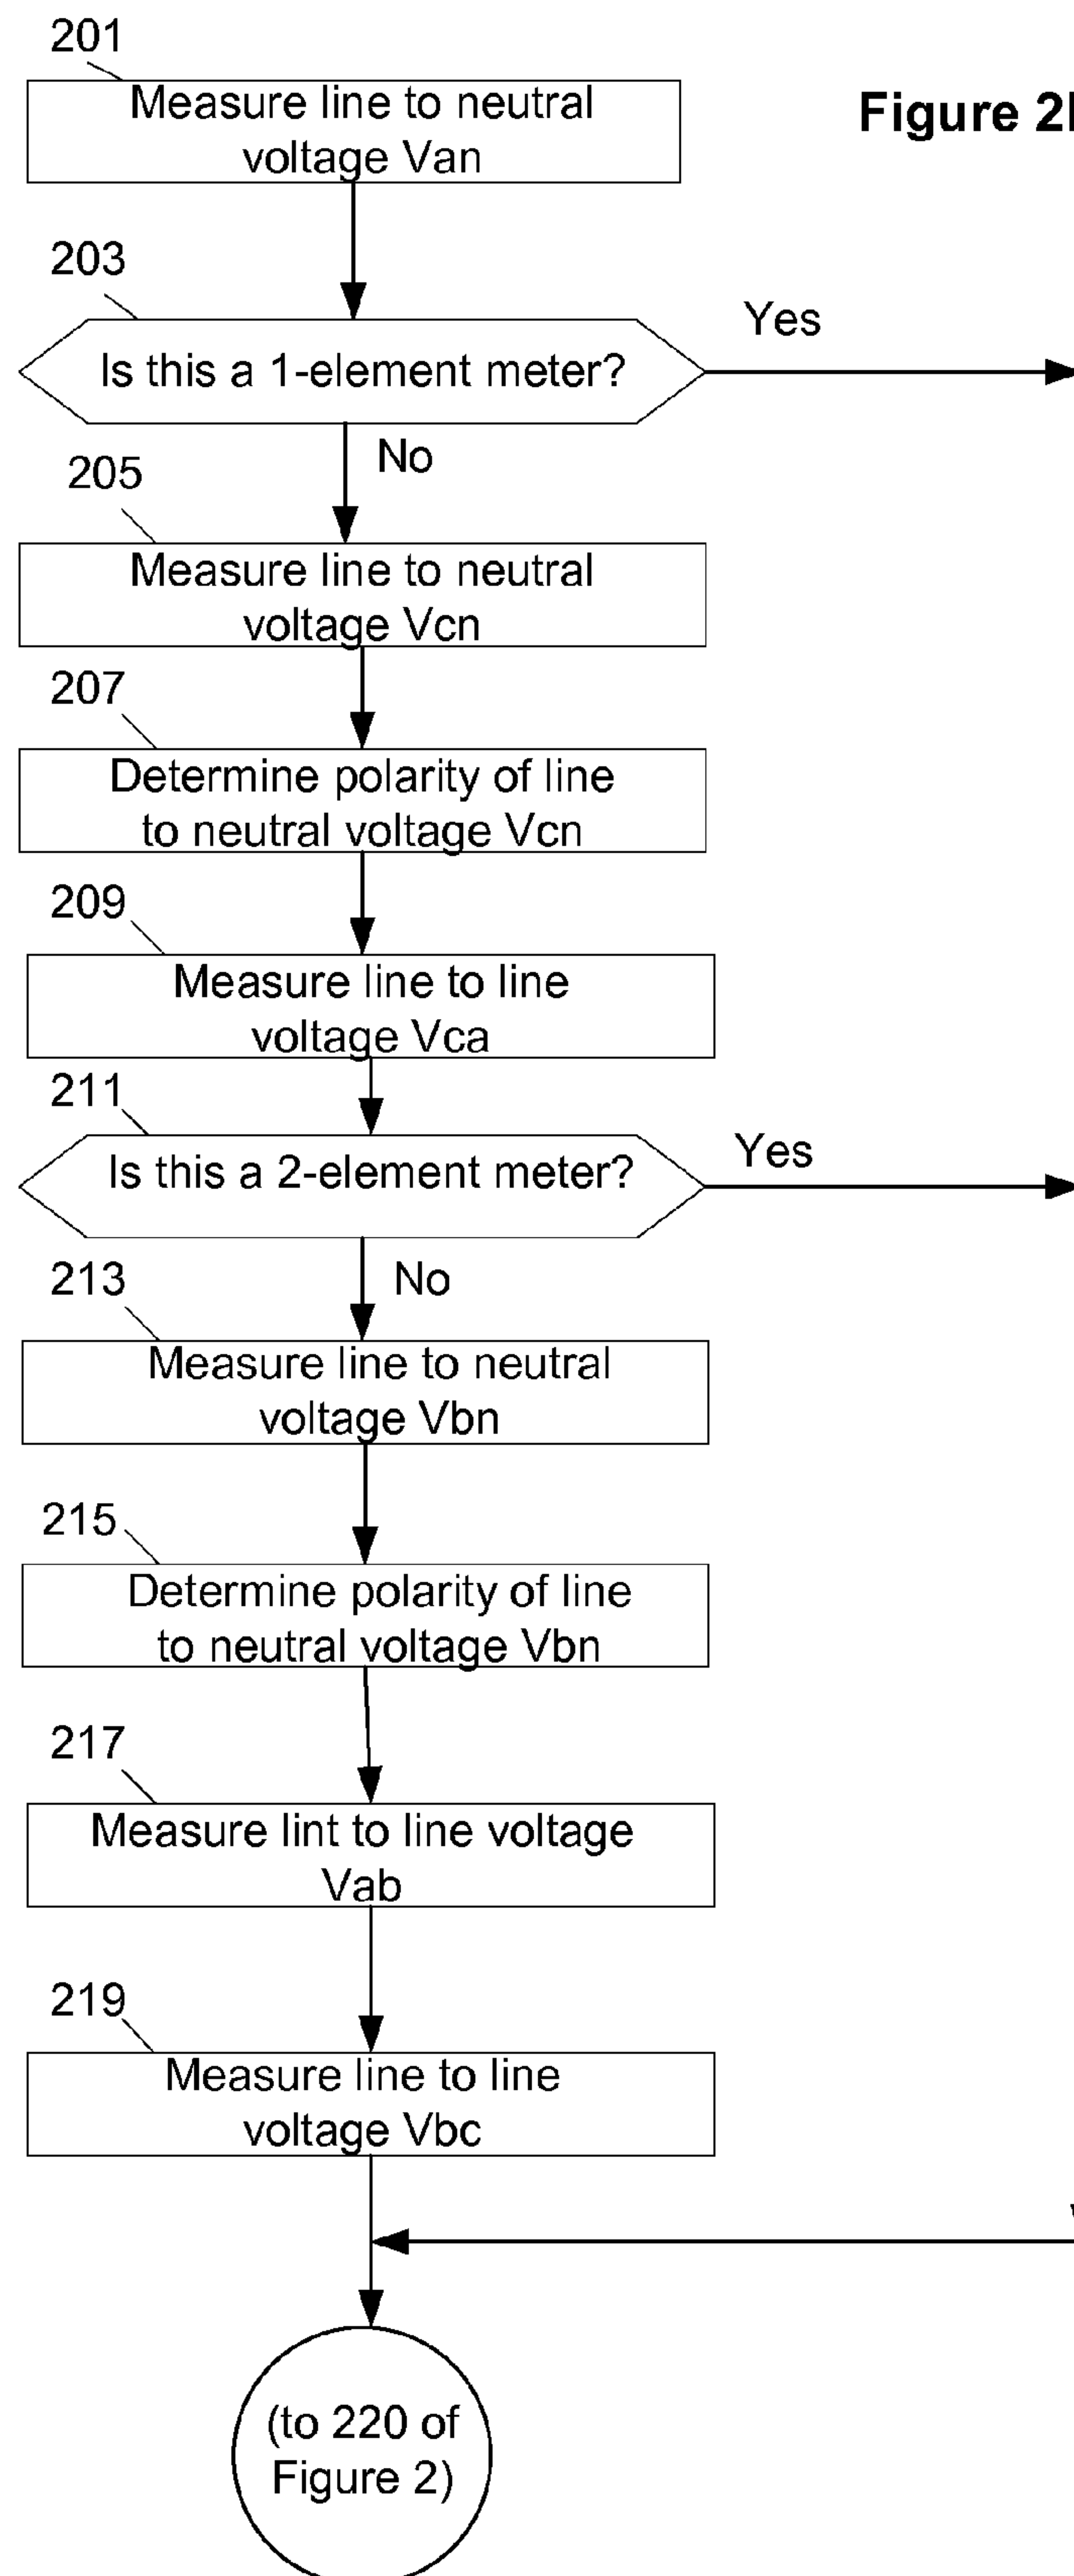 201
Measure line to neutral
voltage Van
Figure 2
203
Is this a 1-element meter?
Yes
No
205
Measure line to neutral
voltage Vcn
207
Determine polarity of line
to neutral voltage Vcn
209
Measure line to line
voltage Vca
211
Is this a 2-element meter?
Yes
No
213
Measure line to neutral
voltage Vbn
215
Determine polarity of line
to neutral voltage Vbn
217
Measure lint to line voltage
Vab
219
Measure line to line
voltage Vbc
(to 220 of
Figure 2)